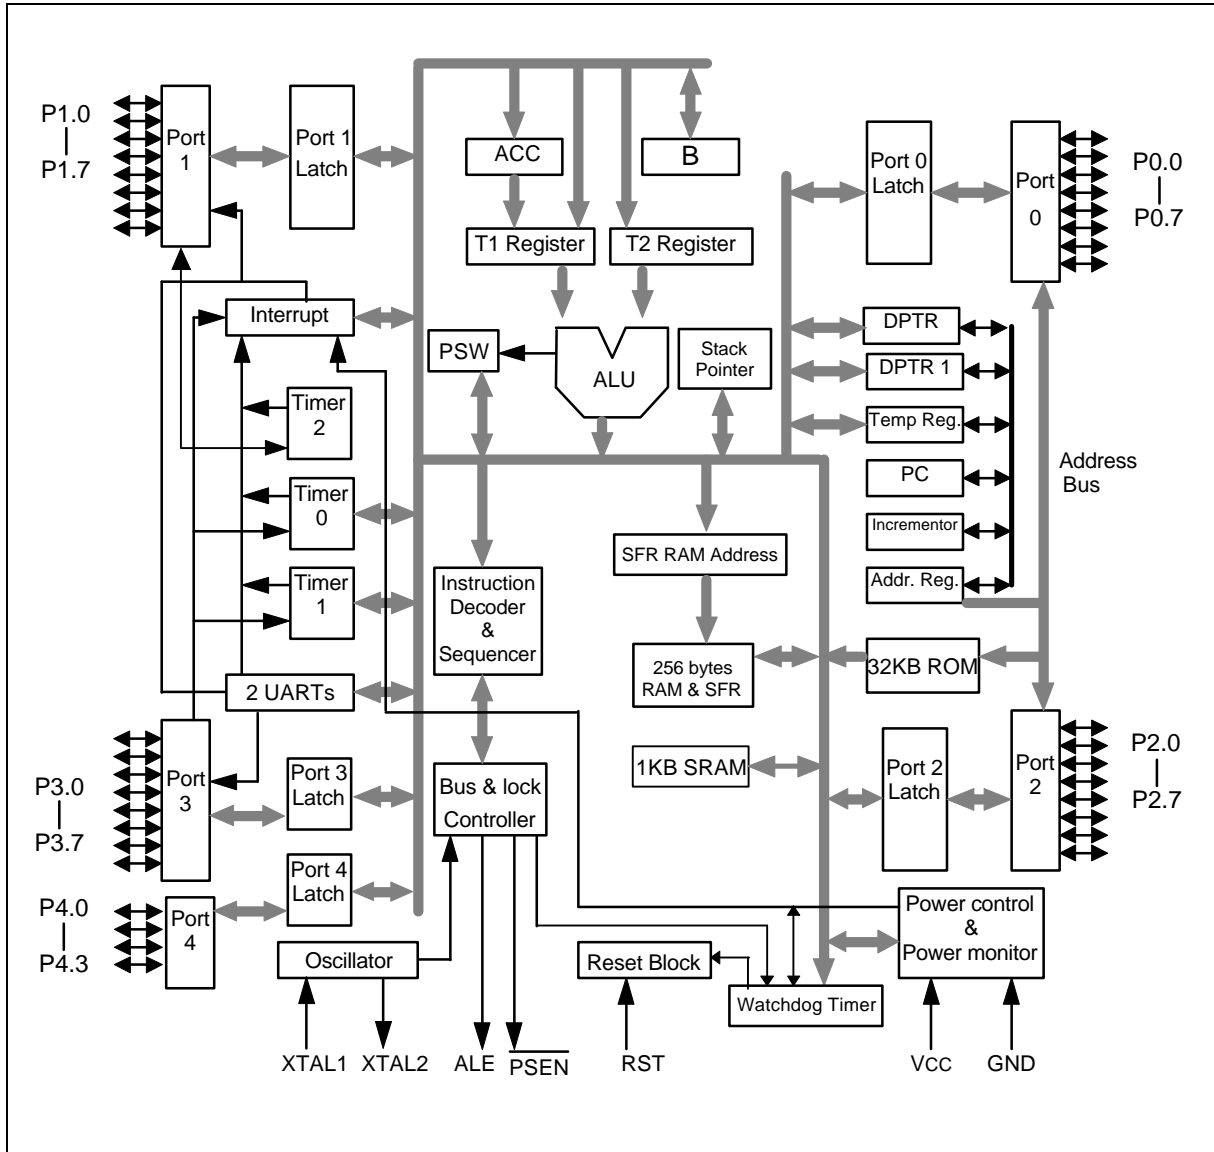 P1.0
P1.7
Port
1
Port 1
Latch
ACC
B
T1 Register
T2 Register
Port 0
Latch
Port
0
P0.0
P0.7
Interrupt
PSW
ALU
Stack
Pointer
DPTR
DPTR 1
Temp Reg.
PC
Incrementor
Addr. Reg.
Address
Bus
Timer
2
Timer
0
Timer
1
SFR RAM Address
Instruction
Decoder
&
Sequencer
256 bytes
RAM & SFR
32KB ROM
2 UARTs
P3.0
P3.7
Port
3
Port 3
Latch
Bus & lock
Controller
1KB SRAM
Port 2
Latch
Port
2
P2.0
P2.7
P4.0
P4.3
Port
4
Port 4
Latch
Oscillator
Reset Block
Watchdog Timer
Power control
&
Power monitor
XTAL1
XTAL2
ALE
PSEN
RST
VCC
GND